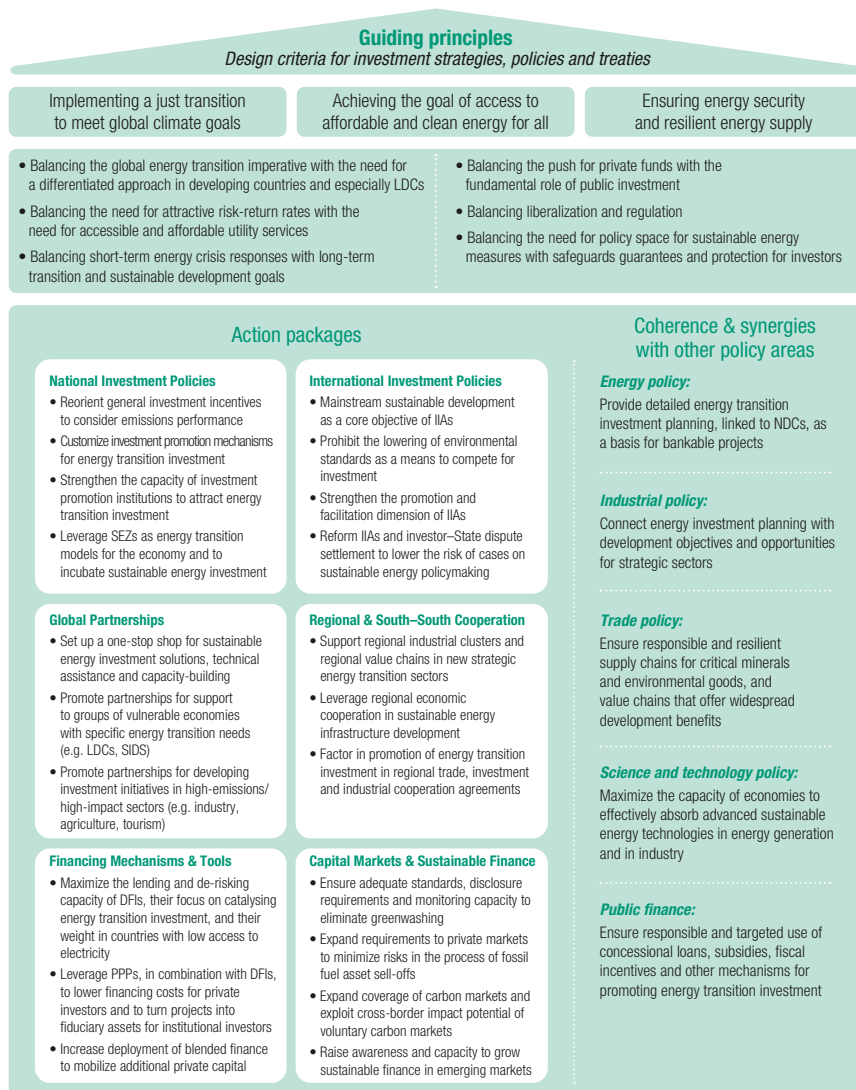 Guiding principles
Design criteria for investment strategies, policies and treaties
Implementing a just transition
to meet global climate goals
Achieving the goal of access to
affordable and clean energy for all
Ensuring energy security
and resilient energy supply
• Balancing the global energy transition imperative with the need for
a differentiated approach in developing countries and especially LDCs
• Balancing the need for attractive risk-return rates with the
need for accessible and affordable utility services
• Balancing short-term energy crisis responses with long-term
transition and sustainable development goals
• Balancing the push for private funds with the
fundamental role of public investment
• Balancing liberalization and regulation
• Balancing the need for policy space for sustainable energy
measures with safeguards guarantees and protection for investors
Action packages
National Investment Policies
• Reorient general investment incentives
to consider emissions performance
• Customize investment promotion mechanisms
for energy transition investment
• Strengthen the capacity of investment
promotion institutions to attract energy
transition investment
• Leverage SEZs as energy transition
models for the economy and to
incubate sustainable energy investment
International Investment Policies
• Mainstream sustainable development
as a core objective of IIAs
• Prohibit the lowering of environmental
standards as a means to compete for
investment
• Strengthen the promotion and
facilitation dimension of IIAs
• Reform IIAs and investor–State dispute
settlement to lower the risk of cases on
sustainable energy policymaking
Global Partnerships
• Set up a one-stop shop for sustainable
energy investment solutions, technical
assistance and capacity-building
• Promote partnerships for support
to groups of vulnerable economies
with specific energy transition needs
(e.g. LDCs, SIDS)
• Promote partnerships for developing
investment initiatives in high-emissions/
high-impact sectors (e.g. industry,
agriculture, tourism)
Regional & South–South Cooperation
• Support regional industrial clusters and
regional value chains in new strategic
energy transition sectors
• Leverage regional economic
cooperation in sustainable energy
infrastructure development
• Factor in promotion of energy transition
investment in regional trade, investment
and industrial cooperation agreements
Financing Mechanisms & Tools
• Maximize the lending and de-risking
capacity of DFIs, their focus on catalysing
energy transition investment, and their
weight in countries with low access to
electricity
• Leverage PPPs, in combination with DFIs,
to lower financing costs for private
investors and to turn projects into
fiduciary assets for institutional investors
• Increase deployment of blended finance
to mobilize additional private capital
Capital Markets & Sustainable Finance
• Ensure adequate standards, disclosure
requirements and monitoring capacity to
eliminate greenwashing
• Expand requirements to private markets
to minimize risks in the process of fossil
fuel asset sell-offs
• Expand coverage of carbon markets and
exploit cross-border impact potential of
voluntary carbon markets
• Raise awareness and capacity to grow
sustainable finance in emerging markets
Coherence & synergies
with other policy areas
Energy policy:
Provide detailed energy transition
investment planning, linked to NDCs, as
a basis for bankable projects
Industrial policy:
Connect energy investment planning with
development objectives and opportunities
for strategic sectors
Trade policy:
Ensure responsible and resilient
supply chains for critical minerals
and environmental goods, and
value chains that offer widespread
development benefits
Science and technology policy:
Maximize the capacity of economies to
effectively absorb advanced sustainable
energy technologies in energy generation
and in industry
Public finance:
Ensure responsible and targeted use of
concessional loans, subsidies, fiscal
incentives and other mechanisms for
promoting energy transition investment